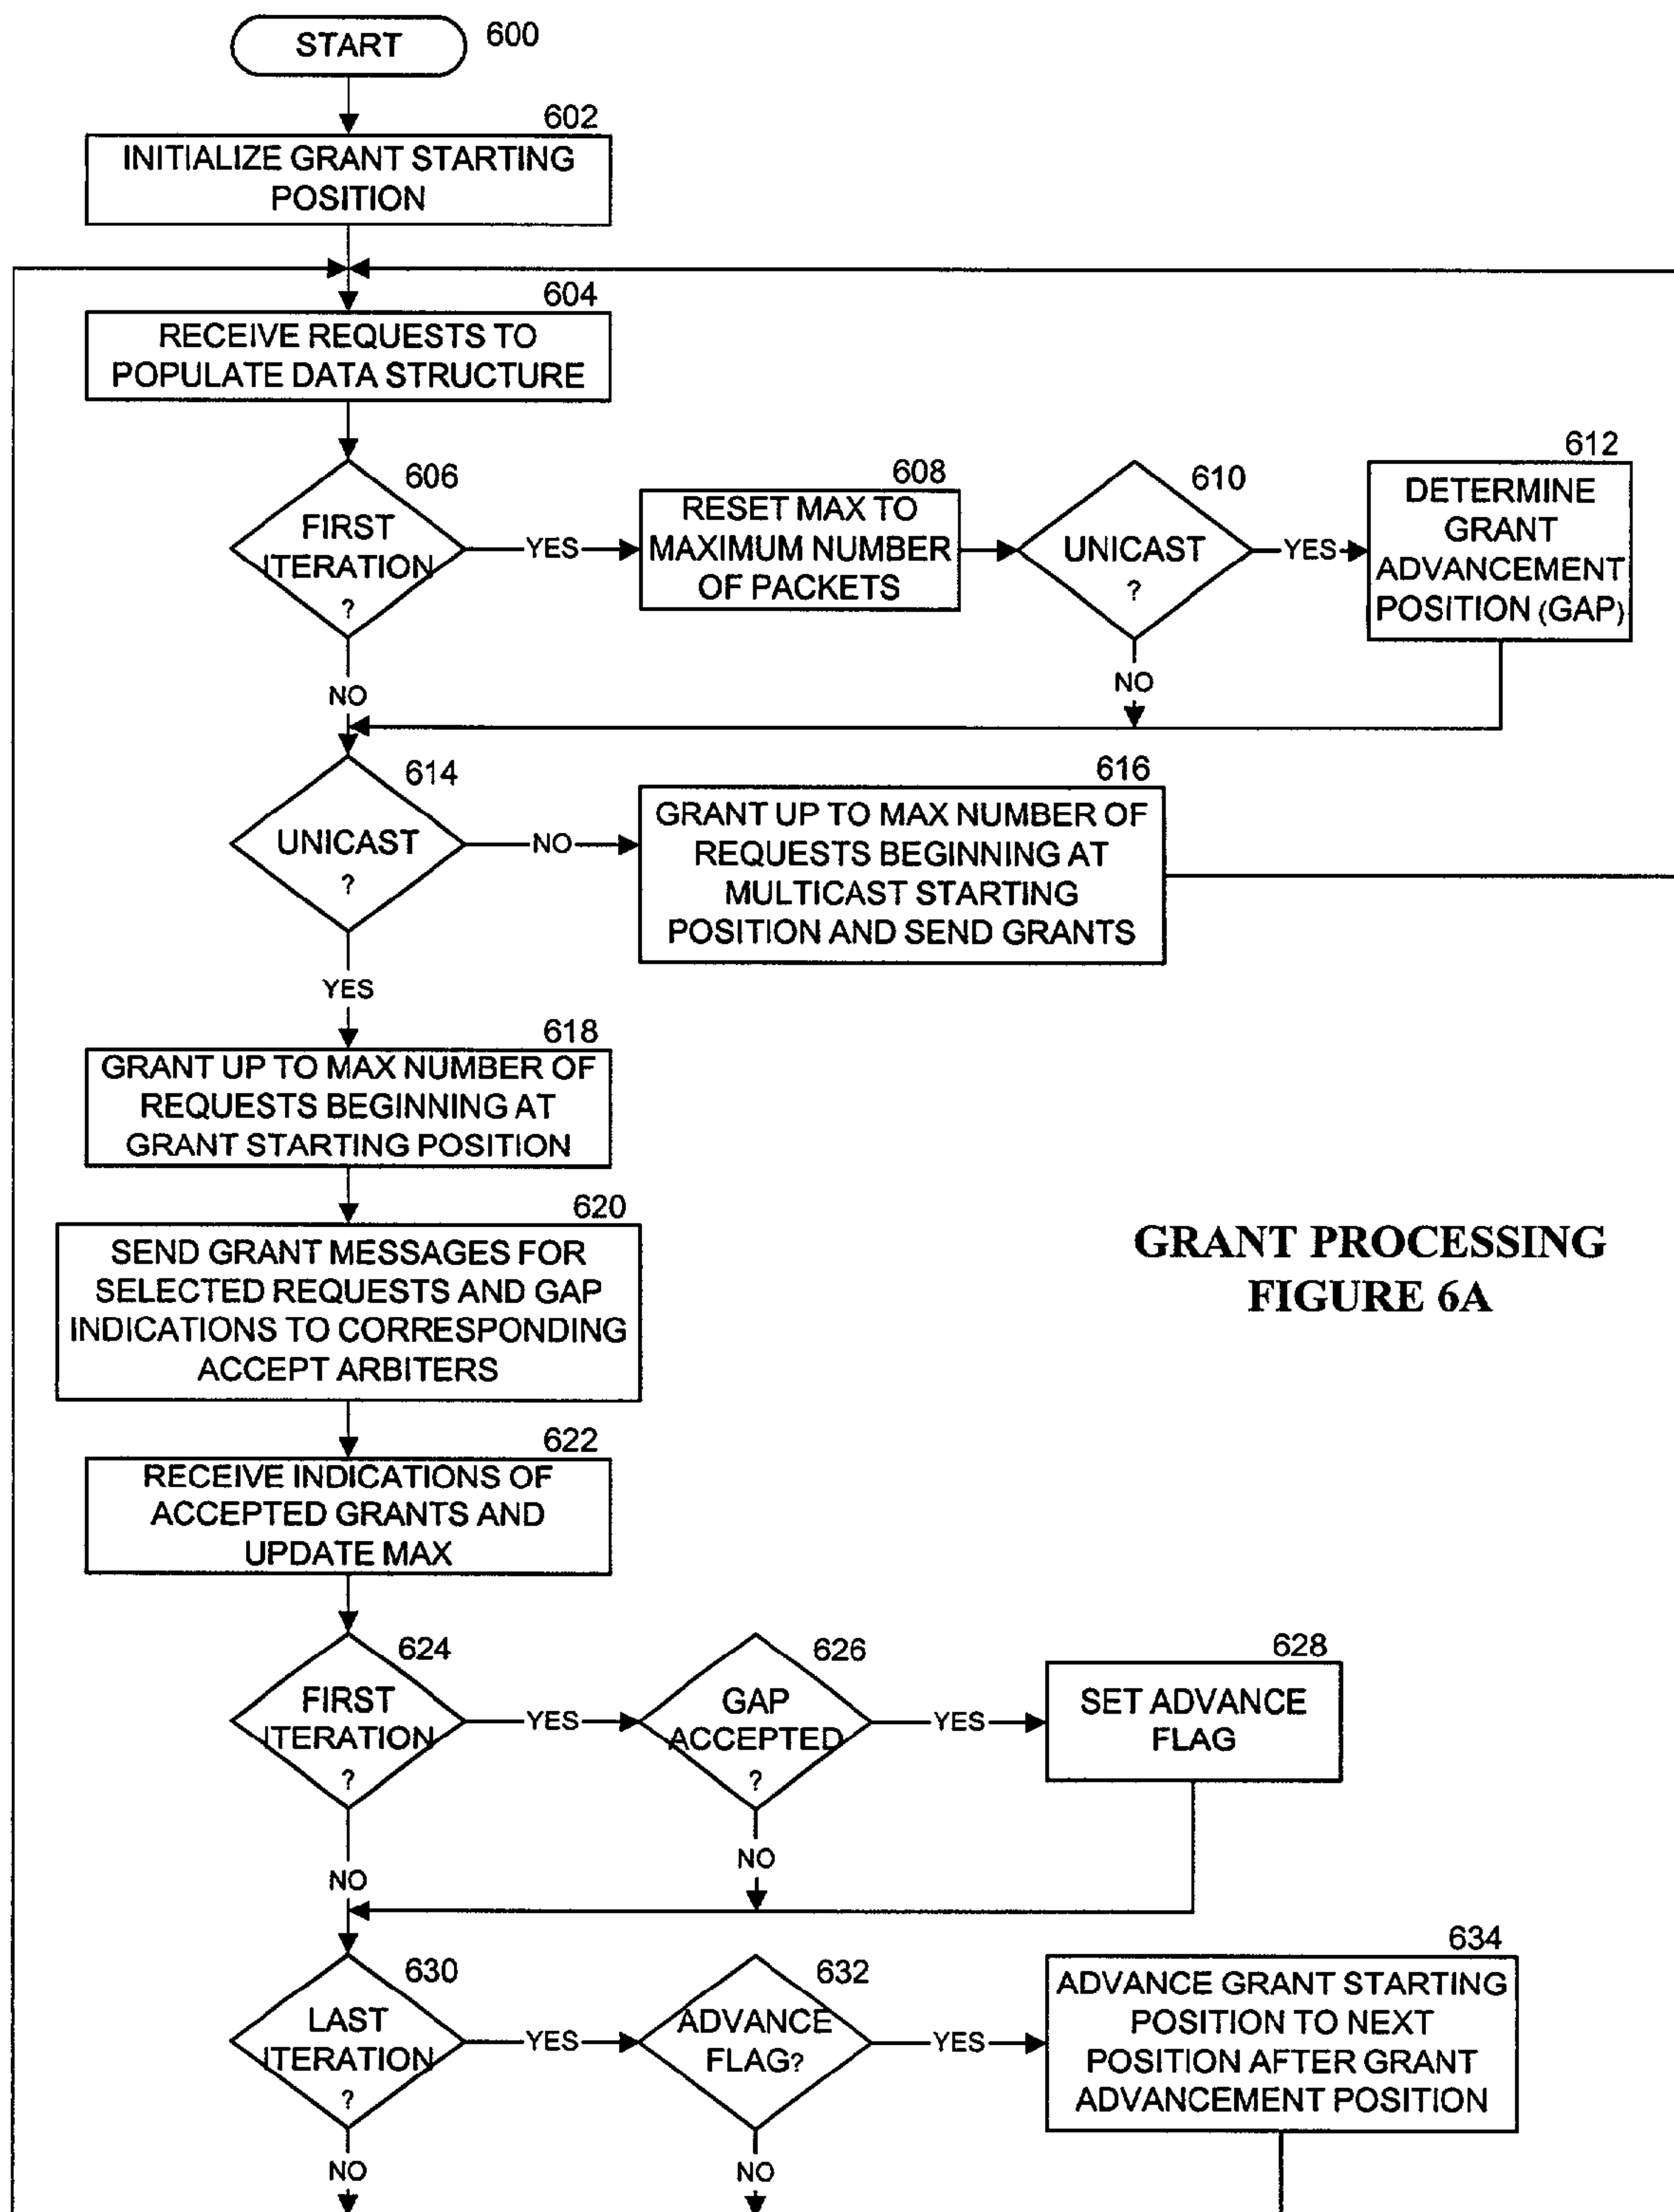 START
600
602
INITIALIZE GRANT STARTING
POSITION
604
RECEIVE REQUESTS TO
POPULATE DATA STRUCTURE
606
FIRST
ITERATION
?
YES
NO
608
RESET MAX TO
MAXIMUM NUMBER
OF PACKETS
610
UNICAST
?
YES
NO
612
DETERMINE
GRANT
ADVANCEMENT
POSITION (GAP)
614
UNICAST
?
NO
YES
616
GRANT UP TO MAX NUMBER OF
REQUESTS BEGINNING AT
MULTICAST STARTING
POSITION AND SEND GRANTS
618
GRANT UP TO MAX NUMBER OF
REQUESTS BEGINNING AT
GRANT STARTING POSITION
620
SEND GRANT MESSAGES FOR
SELECTED REQUESTS AND GAP
INDICATIONS TO CORRESPONDING
ACCEPT ARBITERS
GRANT PROCESSING
FIGURE 6A
622
RECEIVE INDICATIONS OF
ACCEPTED GRANTS AND
UPDATE MAX
624
FIRST
ITERATION
?
YES
NO
626
GAP
ACCEPTED
?
YES
NO
628
SET ADVANCE
FLAG
630
LAST
ITERATION
?
YES
NO
632
ADVANCE
FLAG?
YES
NO
634
ADVANCE GRANT STARTING
POSITION TO NEXT
POSITION AFTER GRANT
ADVANCEMENT POSITION